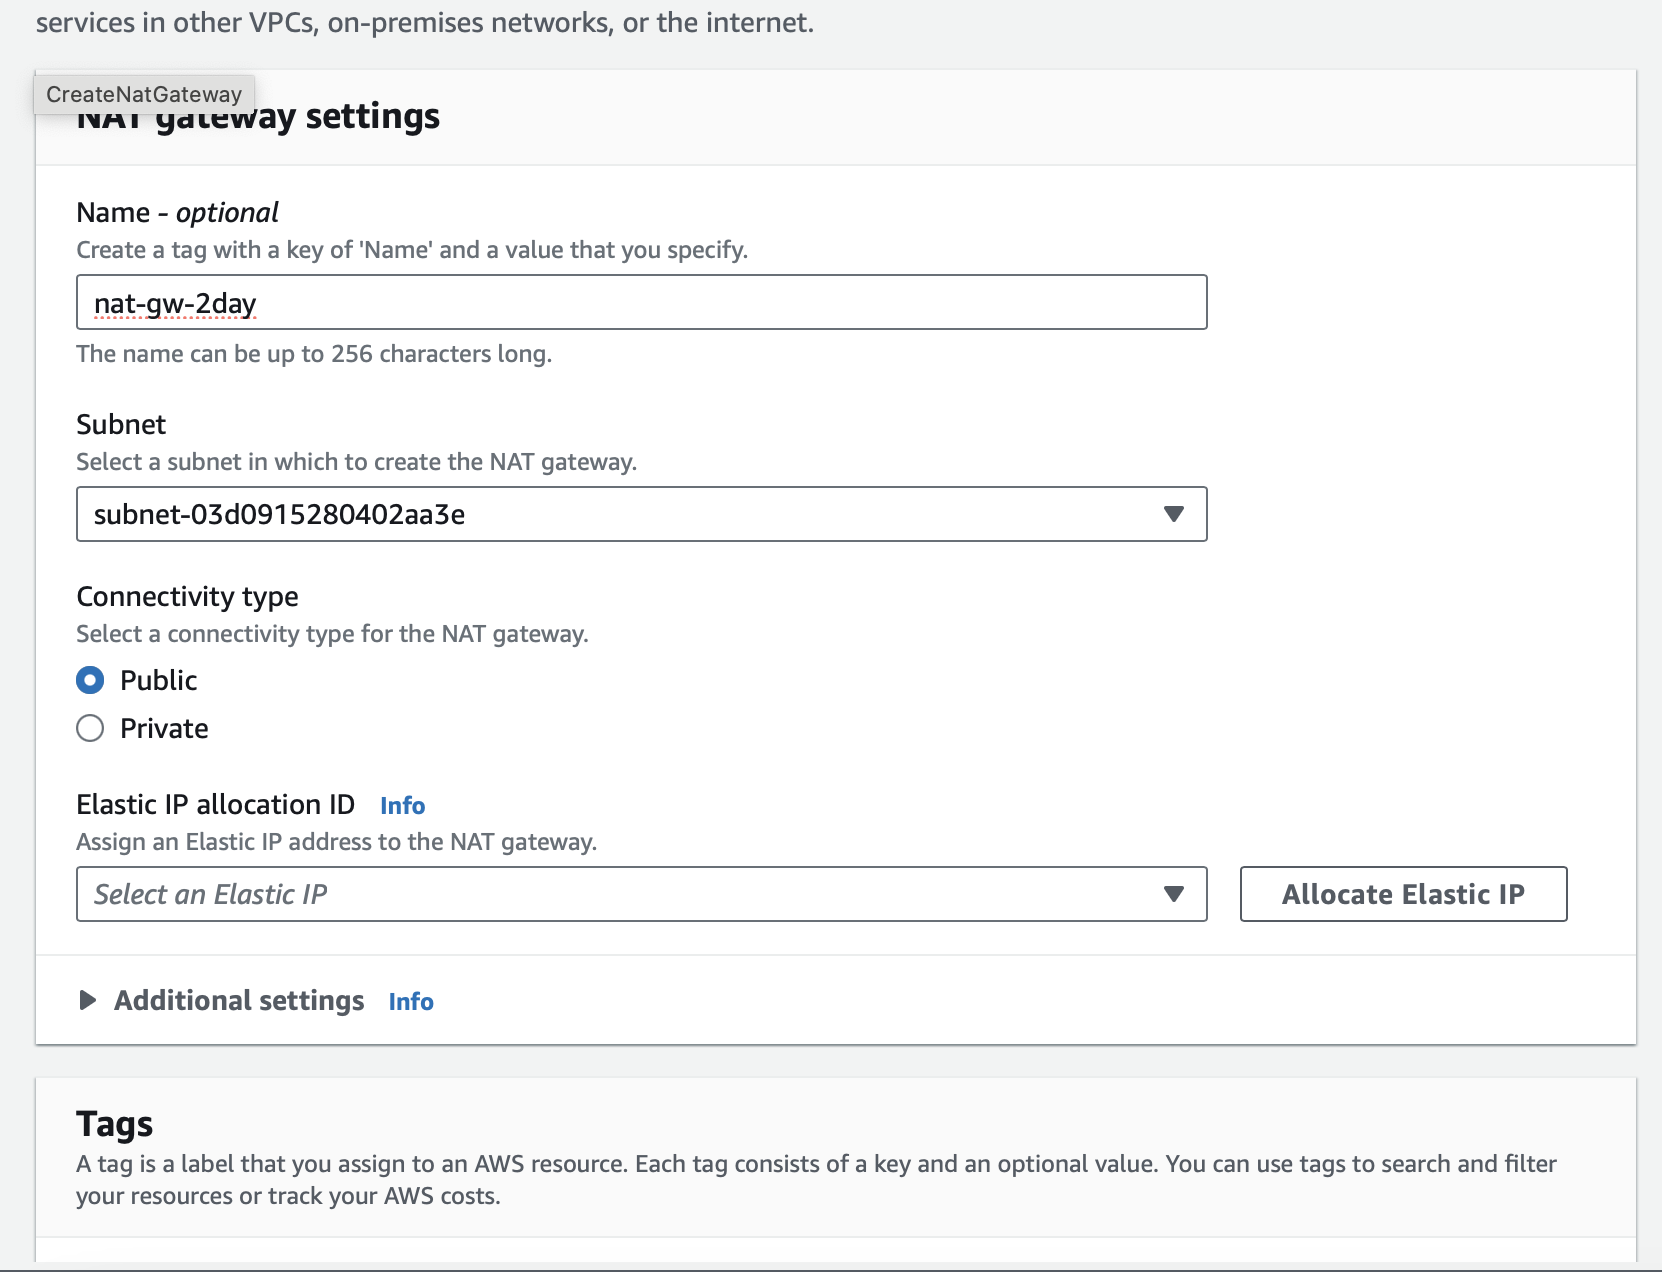 services in other VPCs, on-premises networks, or the internet.
CreateNatGateway
NAT gateway settings
Name - optional
Create a tag with a key of 'Name' and a value that you specify.
nat-gw-2day
The name can be up to 256 characters long.
Subnet
Select a subnet in which to create the NAT gateway.
subnet-03d0915280402aa3e
Connectivity type
Select a connectivity type for the NAT gateway.
Public
Private
Elastic IP allocation ID Info
Assign an Elastic IP address to the NAT gateway.
Select an Elastic IP
Allocate Elastic IP
Additional settings Info
Tags
A tag is a label that you assign to an AWS resource. Each tag consists of a key and an optional value. You can use tags to search and filter
your resources or track your AWS costs.